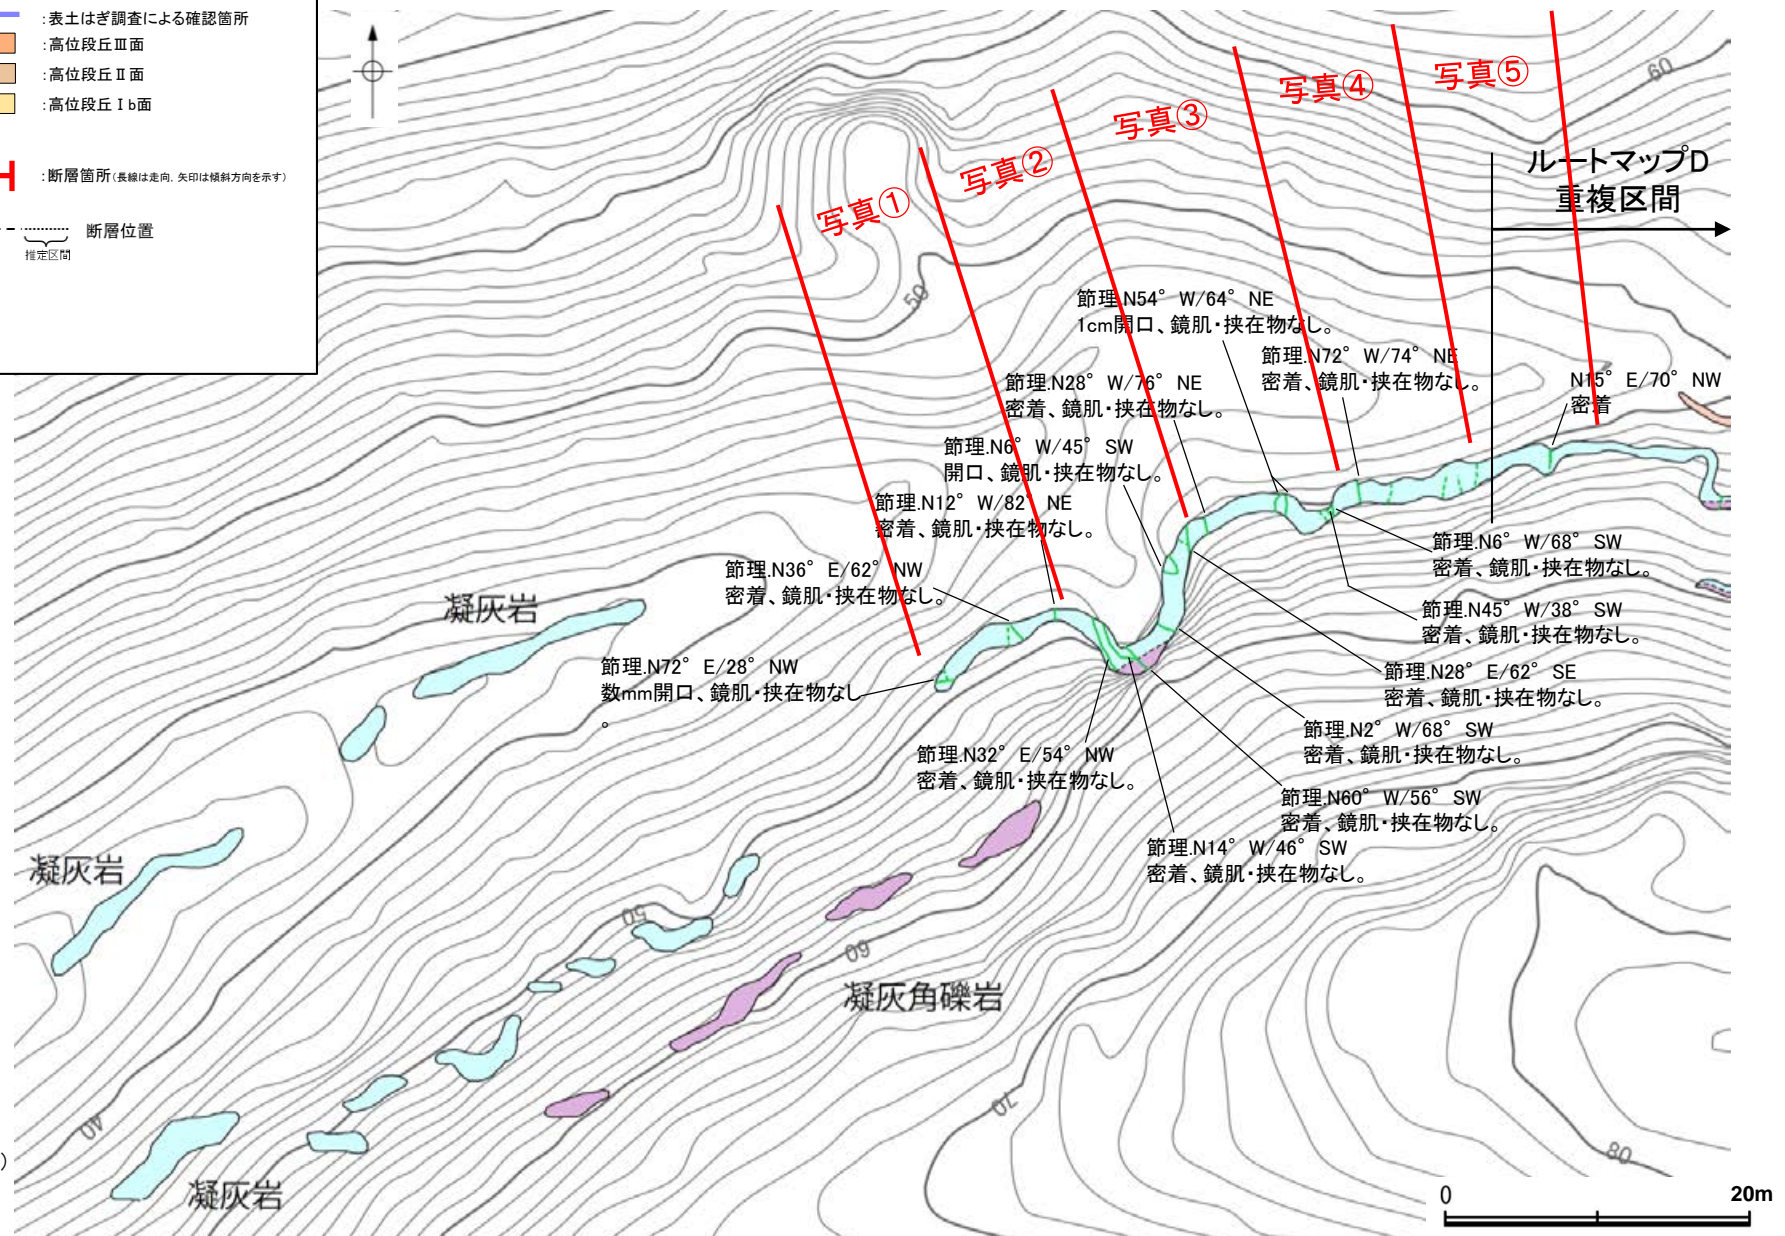 :表土はぎ調査による確認箇所
:高位段丘Ⅲ面
:高位段丘Ⅱ面
:高位段丘Ⅰb面
:断層箇所(長線は走向，矢印は傾斜方向を示す)
断層位置
推定区間
写真①
写真②
写真③
写真④
写真⑤
60
ルートマップD
重複区間
50
節理.N54°W/64°NE
1cm開口、鏡肌・挟在物なし。
節理.N72°W/74°NE
密着、鏡肌・挟在物なし。
N15°E/70°NW
密着
節理.N28°W/76°NE
密着、鏡肌・挟在物なし。
節理.N6°W/45°SW
開口、鏡肌・挟在物なし。
節理.N12°W/82°NE
密着、鏡肌・挟在物なし。
節理.N36°E/62°NW
密着、鏡肌・挟在物なし。
節理.N72°E/28°NW
数mm開口、鏡肌・挟在物なし
。
節理.N6°W/68°SW
密着、鏡肌・挟在物なし。
節理.N45°W/38°SW
密着、鏡肌・挟在物なし。
節理.N28°E/62°SE
密着、鏡肌・挟在物なし。
節理.N2°W/68°SW
密着、鏡肌・挟在物なし。
節理.N32°E/54°NW
密着、鏡肌・挟在物なし。
節理.N60°W/56°SW
密着、鏡肌・挟在物なし。
節理.N14°W/46°SW
密着、鏡肌・挟在物なし。
凝灰岩
凝灰岩
50
60
凝灰角礫岩
70
40
80
)
凝灰岩
0
20m